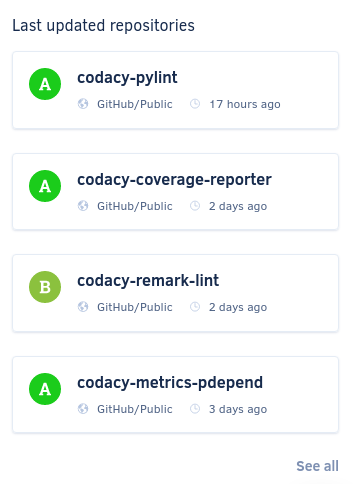 Last updated repositories
A codacy-pylint
GitHub/Public 17 hours ago
A codacy-coverage-reporter
GitHub/Public 2 days ago
B codacy-remark-lint
GitHub/Public 2 days ago
A codacy-metrics-pdepend
GitHub/Public 3 days ago
See all